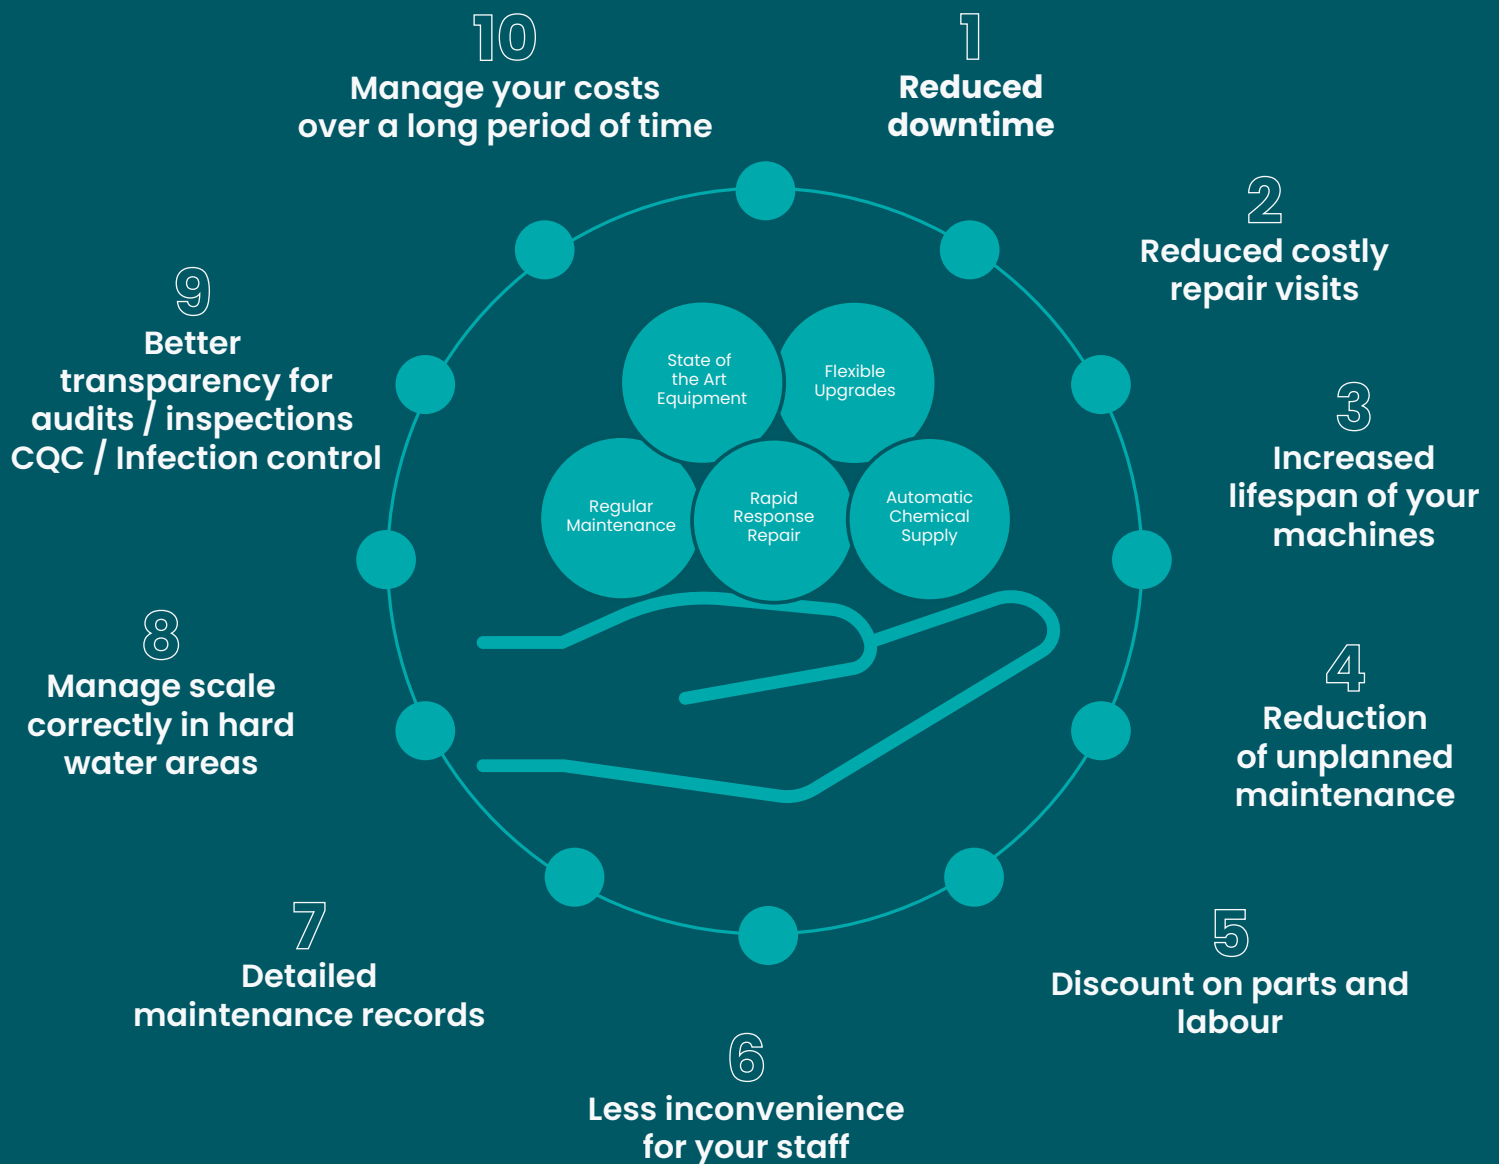 10
Manage your costs
over a long period of time
1
Reduced
downtime
2
Reduced costly
repair visits
3
Increased
lifespan of your
machines
4
Reduction
of unplanned
maintenance
5
Discount on parts and
labour
6
Less inconvenience
for your staff
7
Detailed
maintenance records
8
Manage scale
correctly in hard
water areas
9
Better
transparency for
audits / inspections
CQC / Infection control
State of
the Art
Equipment
Flexible
Upgrades
Regular
Maintenance
Rapid
Response
Repair
Automatic
Chemical
Supply